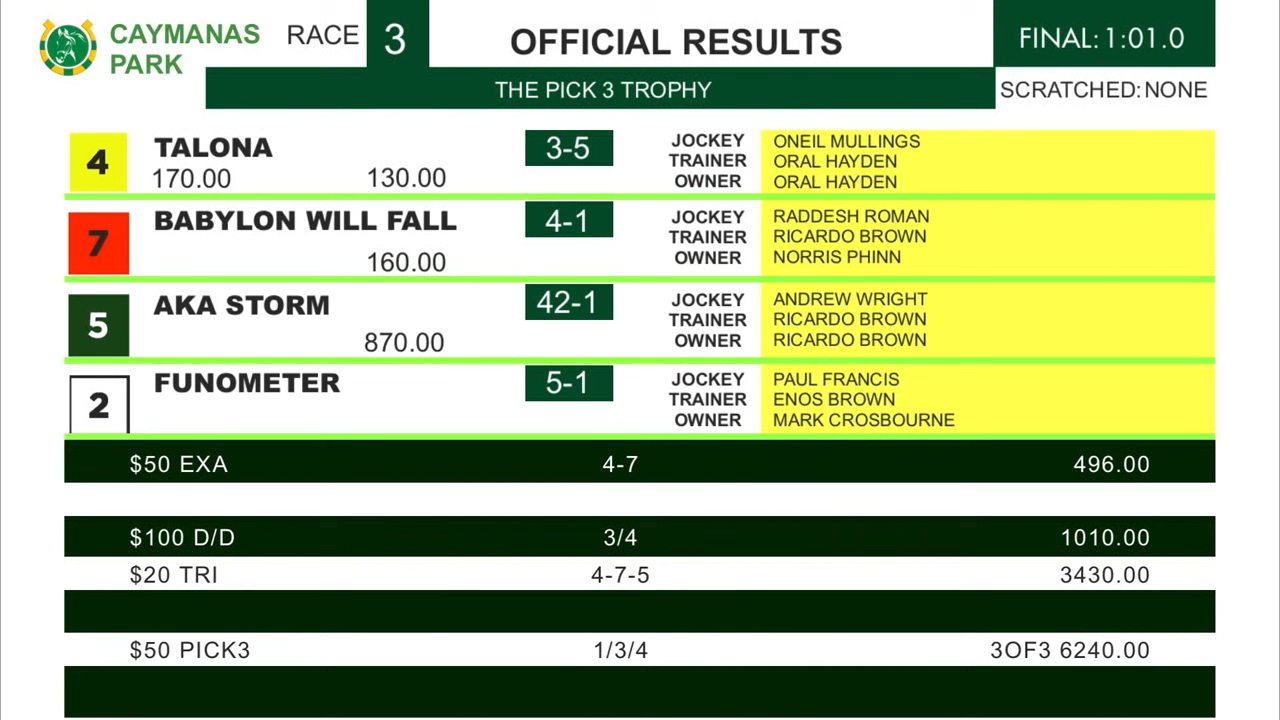 CAYMANAS PARK
RACE 3
OFFICIAL RESULTS
FINAL: 1:01.0
THE PICK 3 TROPHY
SCRATCHED: NONE
4 TALONA 3-5
170.00 130.00
JOCKEY ONEIL MULLINGS
TRAINER ORAL HAYDEN
OWNER ORAL HAYDEN
7 BABYLON WILL FALL 4-1
160.00
JOCKEY RADDESH ROMAN
TRAINER RICARDO BROWN
OWNER NORRIS PHINN
5 AKA STORM 42-1
870.00
JOCKEY ANDREW WRIGHT
TRAINER RICARDO BROWN
OWNER RICARDO BROWN
2 FUNOMETER 5-1
JOCKEY PAUL FRANCIS
TRAINER ENOS BROWN
OWNER MARK CROSBOURNE
$50 EXA 4-7 496.00
$100 D/D 3/4 1010.00
$20 TRI 4-7-5 3430.00
$50 PICK3 1/3/4 3OF3 6240.00